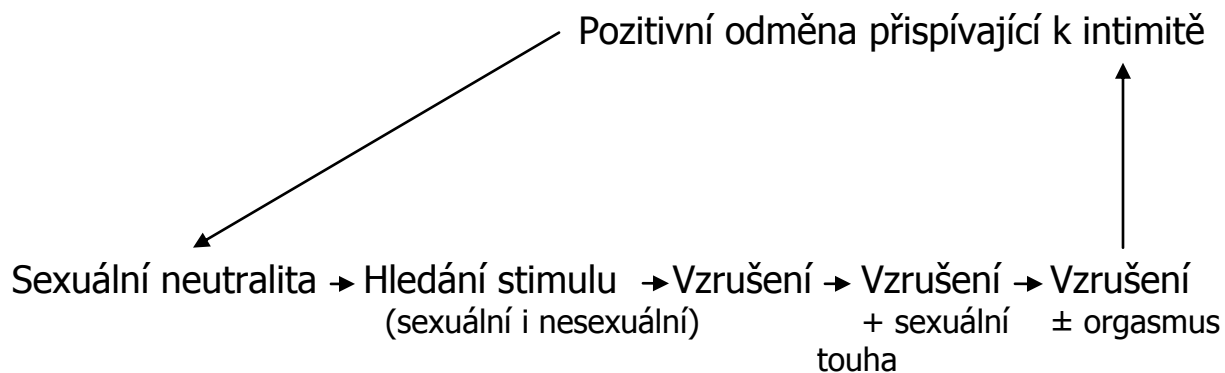 Pozitivní odměna přispívající k intimitě
Sexuální neutralita Hledání stimulu Vzrušení Vzrušení Vzrušení
(sexuální i nesexuální) + sexuální ± orgasmus
touha